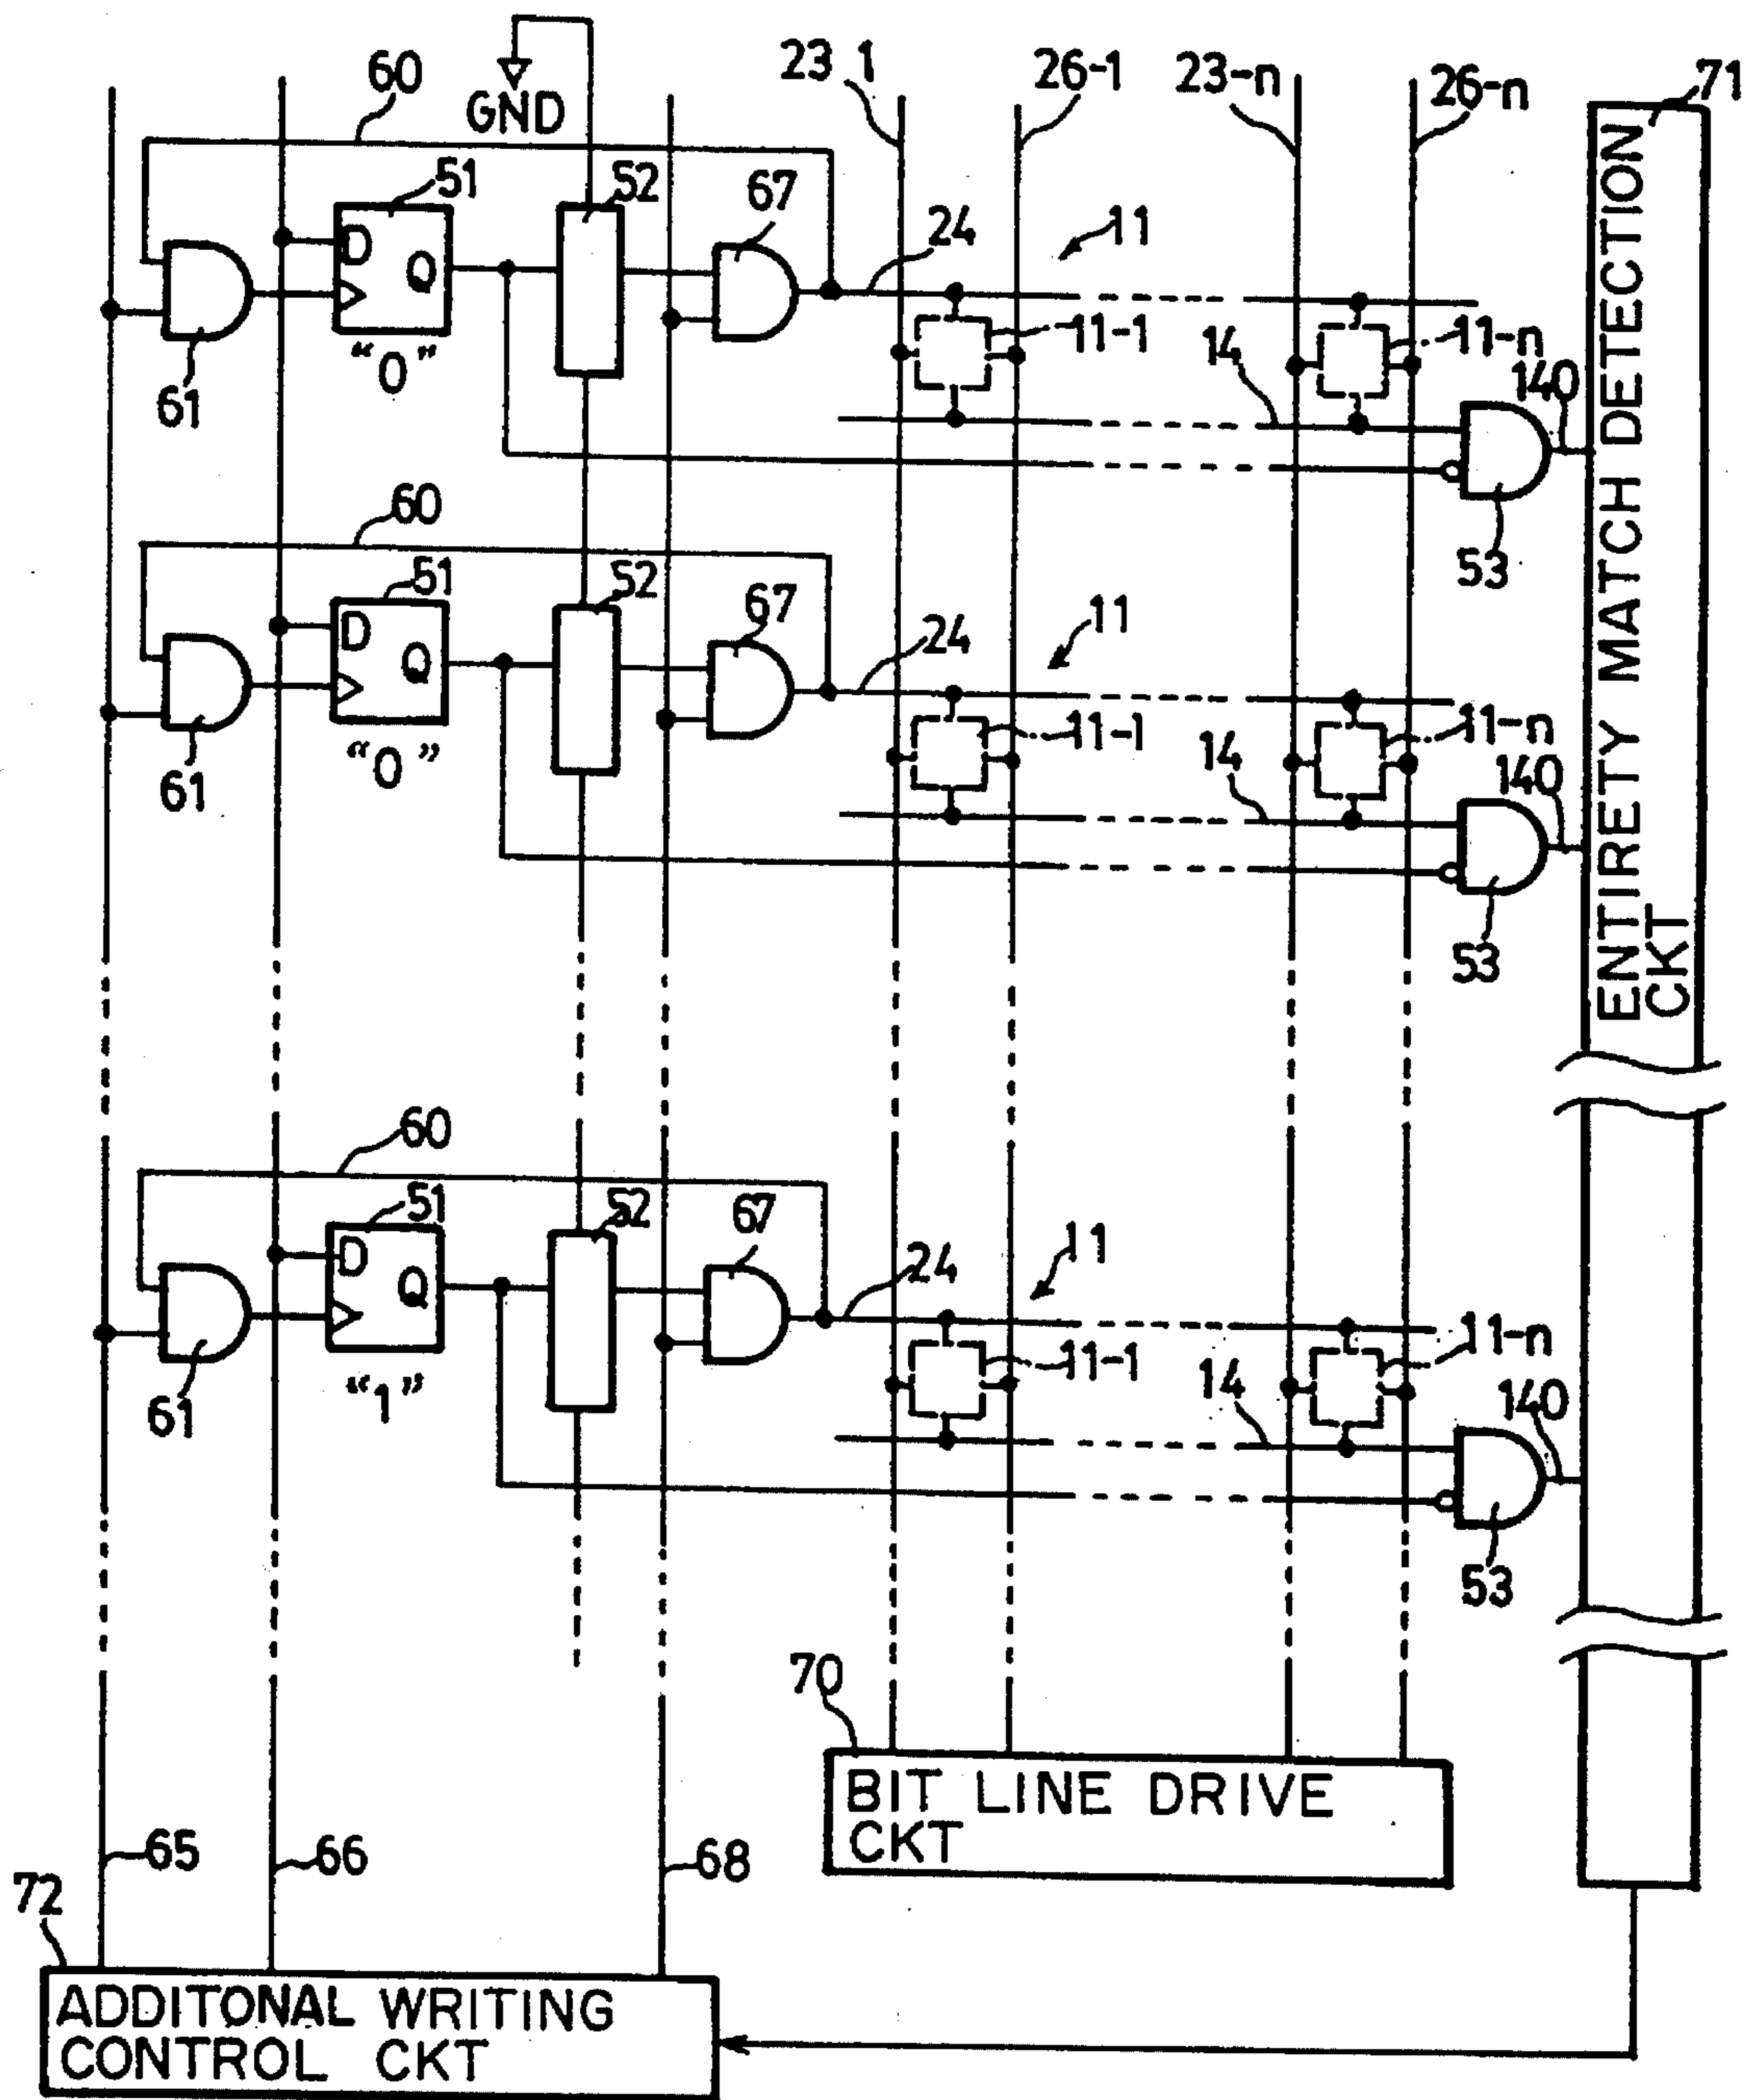 60
GND
23 1
26-1
23-n
26-n
71
51
52
67
24
11
D
Q
"0"
61
11-1
14
11-n
140
53
ENTIRETY MATCH DETECTION
CKT
60
51
52
67
24
11
D
Q
"0"
61
11-1
14
11-n
140
53
60
51
52
67
24
11
D
Q
"1"
61
11-1
14
11-n
140
53
70
BIT LINE DRIVE
CKT
65
66
68
72
ADDITONAL WRITING
CONTROL CKT